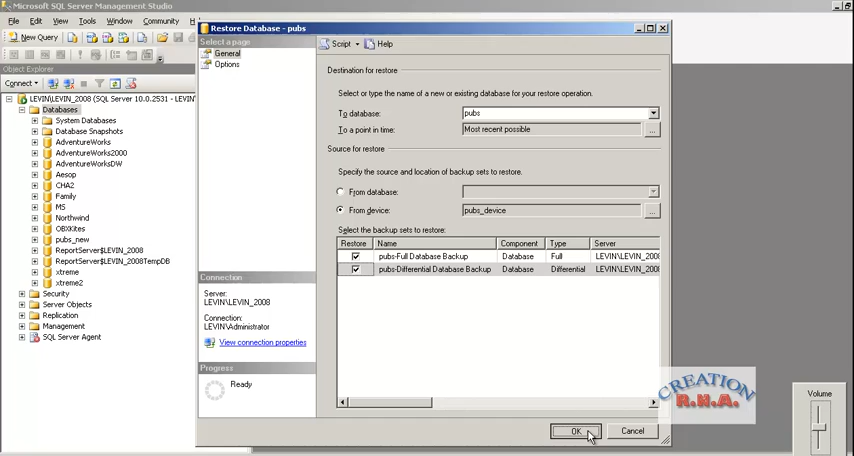 Microsoft SQL Server Management Studio
File Edit View Tools Window Community
New Query
Object Explorer
Connect
LEVIN\LEVIN_2008 (SQL Server 10.0.2531 - LEVIN
Databases
System Databases
Database Snapshots
AdventureWorks
AdventureWorks2000
AdventureWorksDW
Aesop
CHA2
Family
MS
Northwind
OBXKites
pubs_new
ReportServer$LEVIN_2008
ReportServer$LEVIN_2008TempDB
xtreme
xtreme2
Security
Server Objects
Replication
Management
SQL Server Agent
Restore Database - pubs
Select a page
General
Options
Connection
Server:
LEVIN\LEVIN_2008
Connection:
LEVIN\Administrator
View connection properties
Progress
Ready
Script Help
Destination for restore
Select or type the name of a new or existing database for your restore operation.
To database: pubs
To a point in time: Most recent possible ...
Source for restore
Specify the source and location of backup sets to restore.
From database:
From device: pubs_device ...
Select the backup sets to restore:
Restore Name Component Type Server
pubs-Full Database Backup Database Full LEVIN\LEVIN_2008
pubs-Differential Database Backup Database Differential LEVIN\LEVIN_2008
OK Cancel
CREATION
R.N.A.
Volume